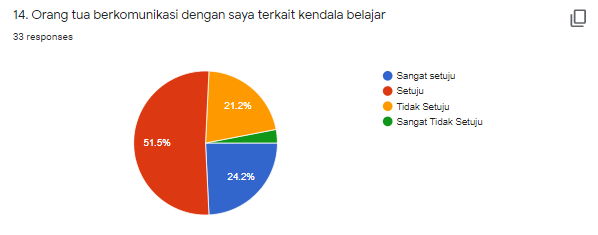 14. Orang tua berkomunikasi dengan saya terkait kendala belajar
33 responses
Sangat setuju
Setuju
Tidak Setuju
Sangat Tidak Setuju
21.2%
51.5%
24.2%